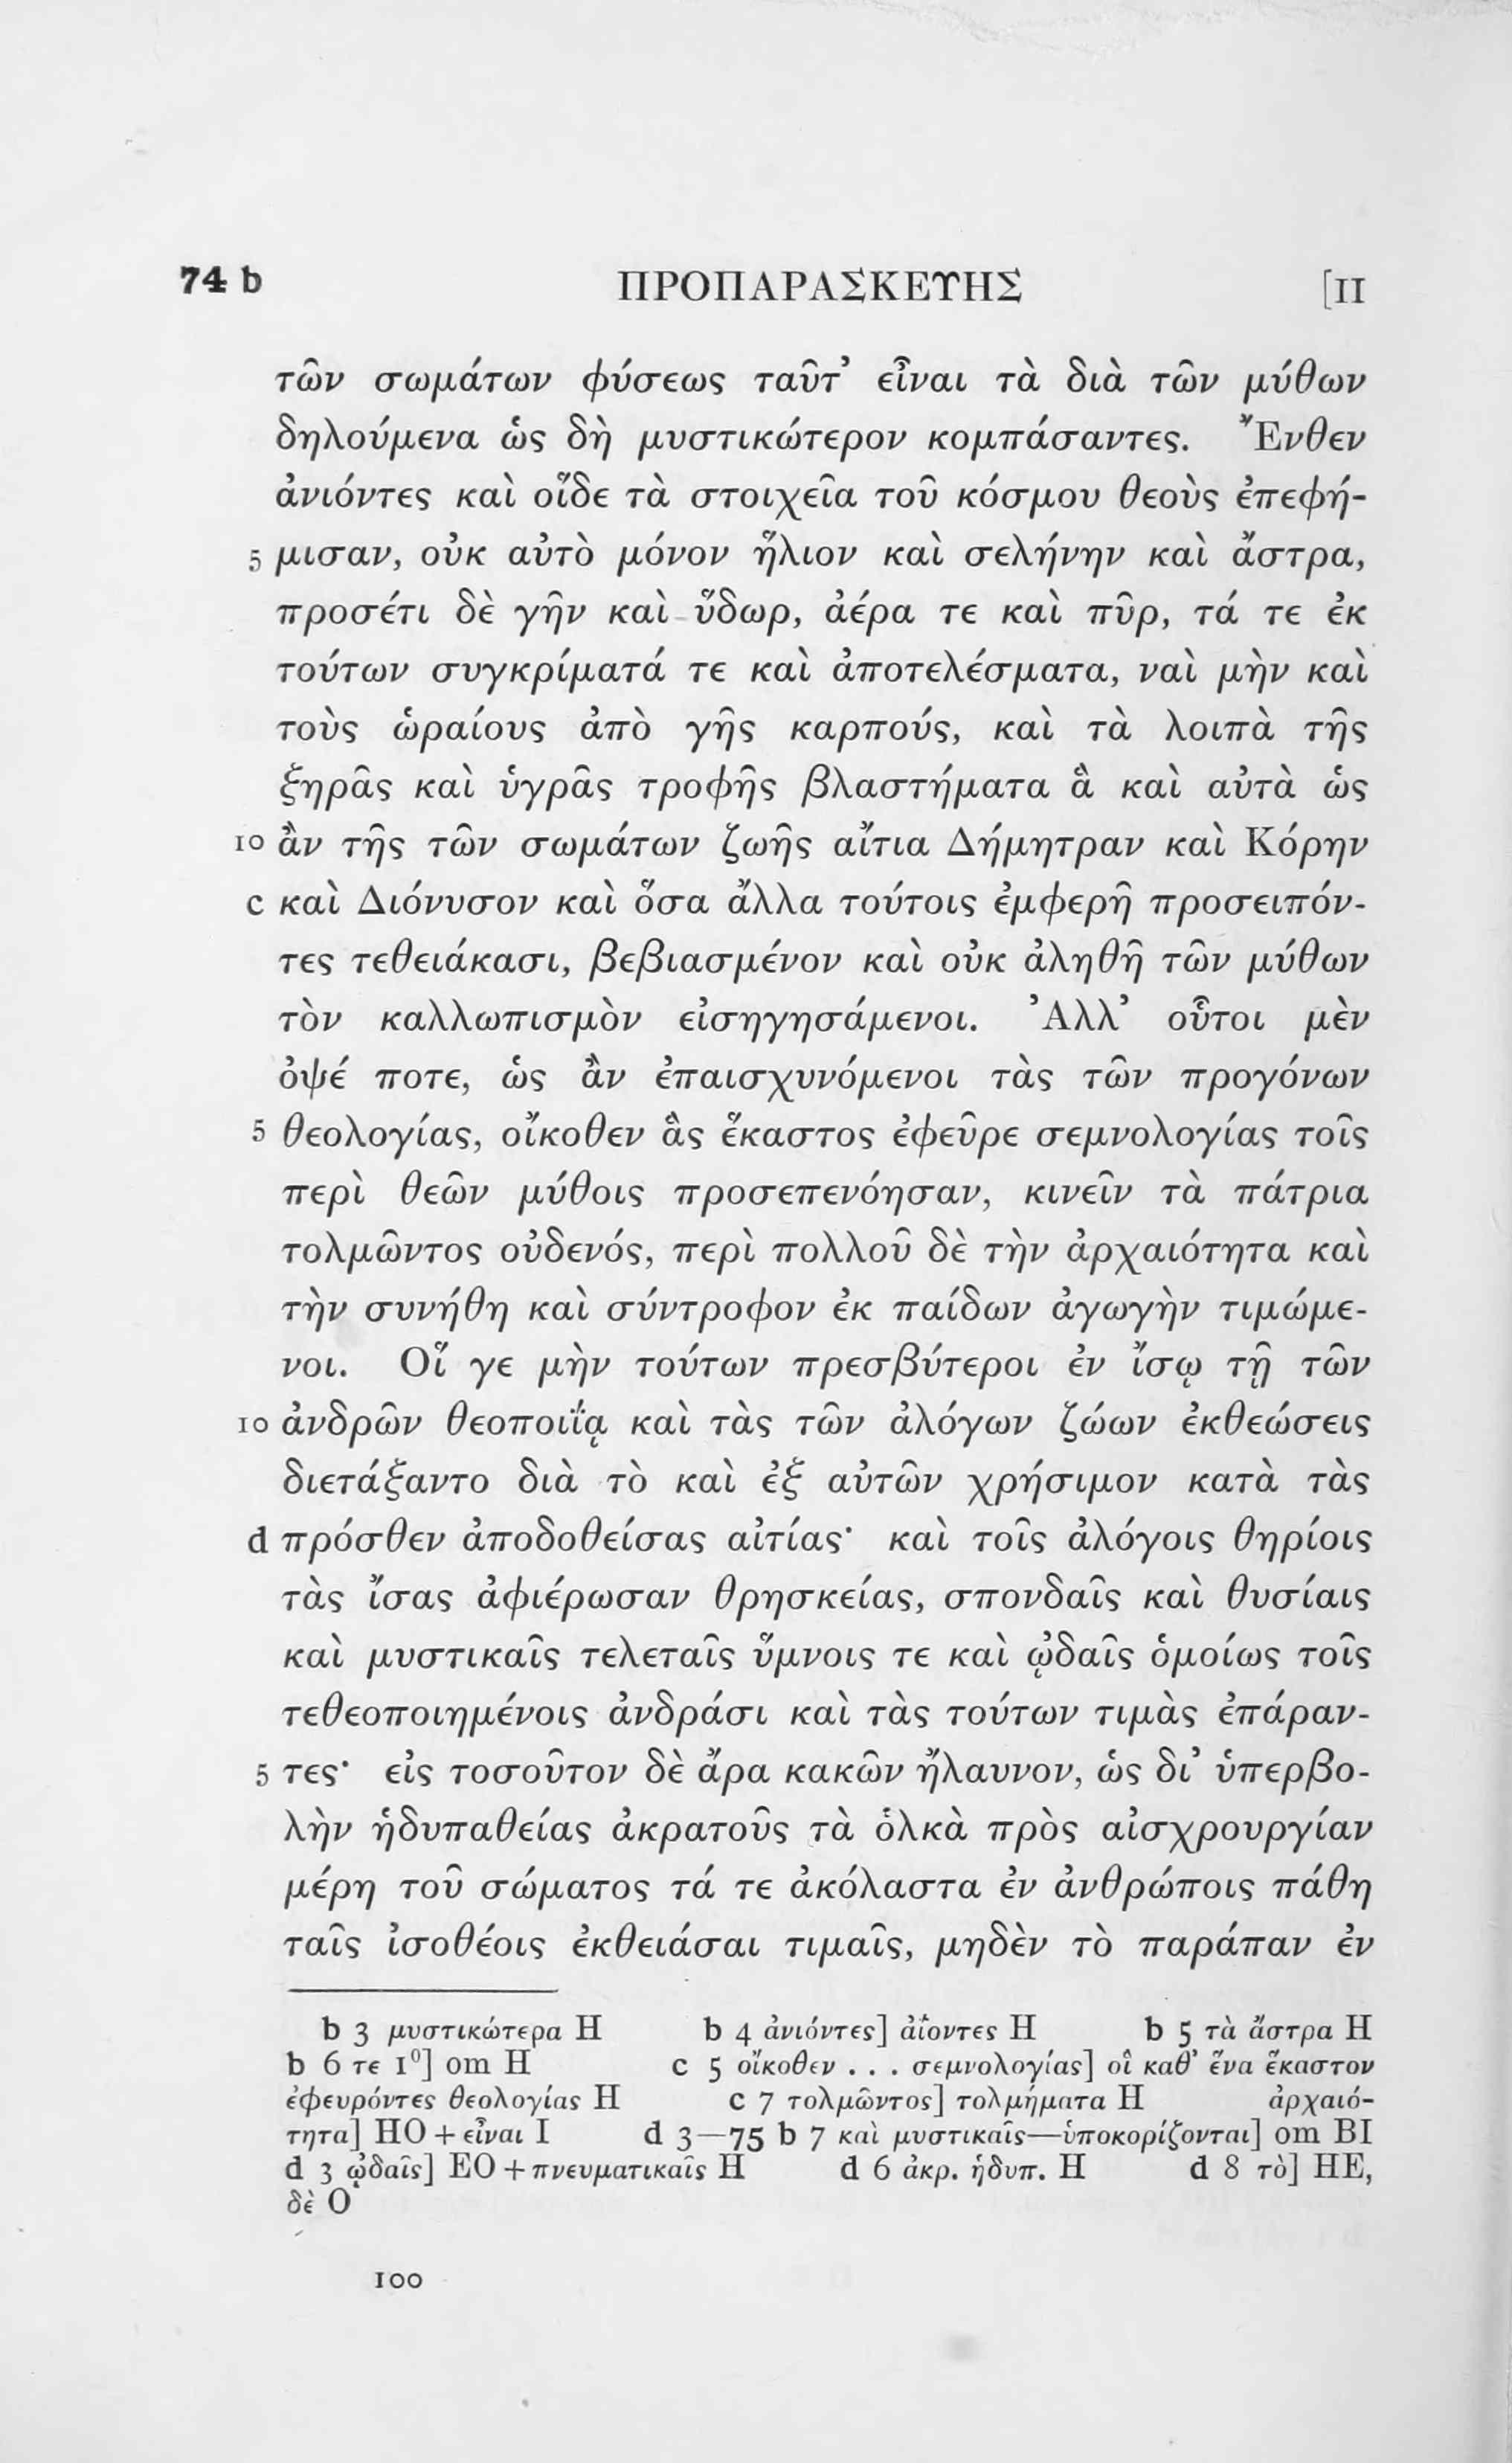 74 b ΠΡΟΠΑΡΑΣΚΕΥΗΣ [II
τῶν σωμάτων φύσεως ταῦτ’ εἶναι τὰ διὰ τῶν μύθων
δηλούμενα ὡς δὴ μυστικώτερον κομπάσαντες. Ἔνθεν
ἀνιόντες καὶ οἵδε τὰ στοιχεῖα τοῦ κόσμου θεοὺς ἐπεφή-
5 μισαν, οὐκ αὐτὸ μόνον ἥλιον καὶ σελήνην καὶ ἄστρα,
προσέτι δὲ γῆν καὶ ὕδωρ, ἀέρα τε καὶ πῦρ, τά τε ἐκ
τούτων συγκρίματά τε καὶ ἀποτελέσματα, ναὶ μὴν καὶ
τοὺς ὡραίους ἀπὸ γῆς καρπούς, καὶ τὰ λοιπὰ τῆς
ξηρᾶς καὶ ὑγρᾶς τροφῆς βλαστήματα ἃ καὶ αὐτὰ ὡς
10 ἂν τῆς τῶν σωμάτων ζωῆς αἴτια Δήμητραν καὶ Κόρην
c καὶ Διόνυσον καὶ ὅσα ἄλλα τούτοις ἐμφερῆ προσειπόν-
τες τεθειάκασι, βεβιασμένον καὶ οὐκ ἀληθῆ τῶν μύθων
τὸν καλλωπισμὸν εἰσηγησάμενοι. Ἀλλ’ οὗτοι μὲν
ὀψέ ποτε, ὡς ἂν ἐπαισχυνόμενοι τὰς τῶν προγόνων
5 θεολογίας, οἴκοθεν ἃς ἕκαστος ἐφεῦρε σεμνολογίας τοῖς
περὶ θεῶν μύθοις προσεπενόησαν, κινεῖν τὰ πάτρια
τολμῶντος οὐδενός, περὶ πολλοῦ δὲ τὴν ἀρχαιότητα καὶ
τὴν συνήθη καὶ σύντροφον ἐκ παίδων ἀγωγὴν τιμώμε-
νοι. Οἵ γε μὴν τούτων πρεσβύτεροι ἐν ἴσῳ τῇ τῶν
10 ἀνδρῶν θεοποιΐᾳ καὶ τὰς τῶν ἀλόγων ζώων ἐκθεώσεις
διετάξαντο διὰ τὸ καὶ ἐξ αὐτῶν χρήσιμον κατὰ τὰς
d πρόσθεν ἀποδοθείσας αἰτίας· καὶ τοῖς ἀλόγοις θηρίοις
τὰς ἴσας ἀφιέρωσαν θρησκείας, σπονδαῖς καὶ θυσίαις
καὶ μυστικαῖς τελεταῖς ὕμνοις τε καὶ ᾠδαῖς ὁμοίως τοῖς
τεθεοποιημένοις ἀνδράσι καὶ τὰς τούτων τιμὰς ἐπάραν-
5 τες· εἰς τοσοῦτον δὲ ἄρα κακῶν ἤλαυνον, ὡς δι’ ὑπερβο-
λὴν ἡδυπαθείας ἀκρατοῦς τὰ ὁλκὰ πρὸς αἰσχρουργίαν
μέρη τοῦ σώματος τά τε ἀκόλαστα ἐν ἀνθρώποις πάθη
ταῖς ἰσοθέοις ἐκθειάσαι τιμαῖς, μηδὲν τὸ παράπαν ἐν
b 3 μυστικώτερα H b 4 ἀνιόντες] ἀΐοντες H b 5 τὰ ἄστρα H
b 6 τε 1⁰] om H c 5 οἴκοθεν . . . σεμνολογίας] οἳ καθ’ ἕνα ἕκαστον
ἐφευρόντες θεολογίας H c 7 τολμῶντος] τολμήματα H ἀρχαιό-
τητα] HO + εἶναι I d 3—75 b 7 καὶ μυστικαῖς—ὑποκορίζονται] om BI
d 3 ᾠδαῖς] EO + πνευματικαῖς H d 6 ἀκρ. ἡδυπ. H d 8 τὸ] HE,
δὲ O
100